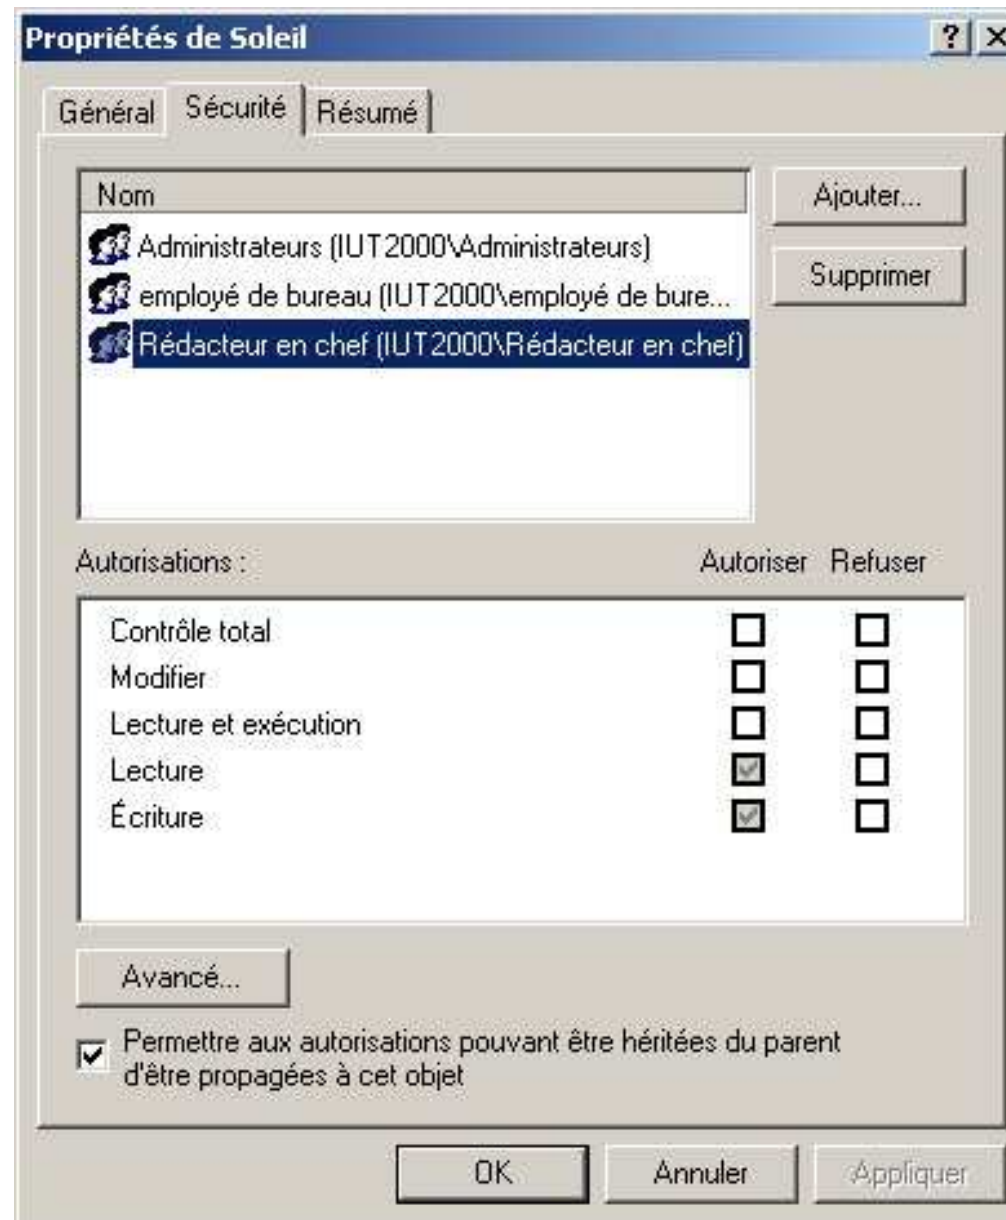 Propriétés de Soleil
Général Sécurité Résumé
Nom
Ajouter...
Administrateurs (IUT2000\Administrateurs)
Supprimer
employé de bureau (IUT2000\employé de bure...
Rédacteur en chef (IUT2000\Rédacteur en chef)
Autorisations : Autoriser Refuser
Contrôle total
Modifier
Lecture et exécution
Lecture
Écriture
Avancé...
Permettre aux autorisations pouvant être héritées du parent
d'être propagées à cet objet
OK Annuler Appliquer